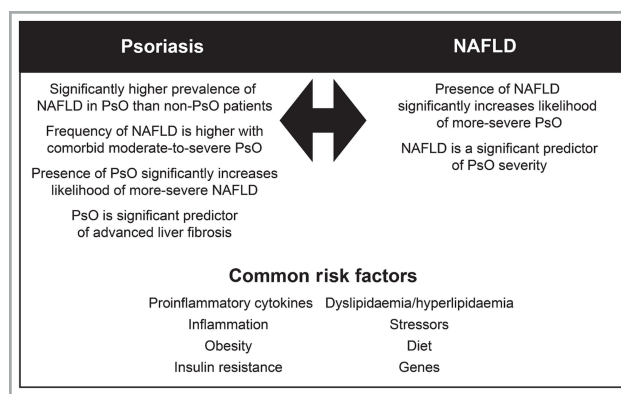 Psoriasis
NAFLD
Significantly higher prevalence of
NAFLD in PsO than non-PsO patients
Frequency of NAFLD is higher with
comorbid moderate-to-severe PsO
Presence of PsO significantly increases
likelihood of more-severe NAFLD
PsO is significant predictor
of advanced liver fibrosis
Presence of NAFLD
significantly increases likelihood
of more-severe PsO
NAFLD is a significant predictor
of PsO severity
Common risk factors
Proinflammatory cytokines
Inflammation
Obesity
Insulin resistance
Dyslipidaemia/hyperlipidaemia
Stressors
Diet
Genes